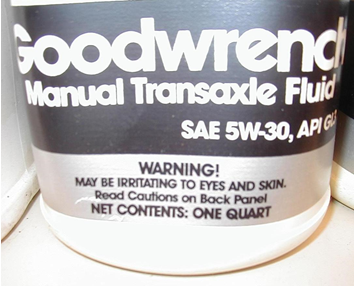 Goodwrench
Manual Transaxle Fluid
SAE 5W-30, API
WARNING!
MAY BE IRRITATING TO EYES AND SKIN.
Read Cautions on Back Panel
NET CONTENTS: ONE QUART